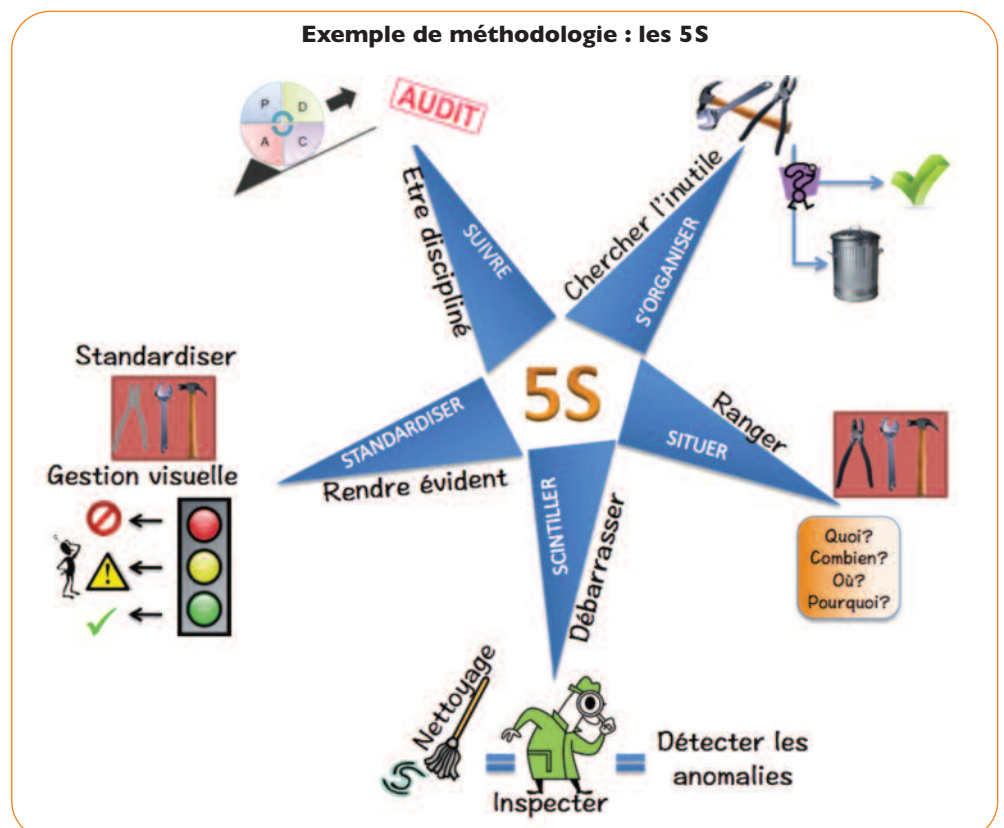 Exemple de méthodologie : les 5S
P
D
A
C
AUDIT
Etre discipliné
SUIVRE
Chercher l'inutile
S'ORGANISER
?
5S
Ranger
SITUER
Quoi?
Combien?
Où?
Pourquoi?
SCINTILLER
Débarrasser
STANDARDISER
Rendre évident
Standardiser
Gestion visuelle
!
Nettoyage
=
Inspecter
=
Détecter les
anomalies